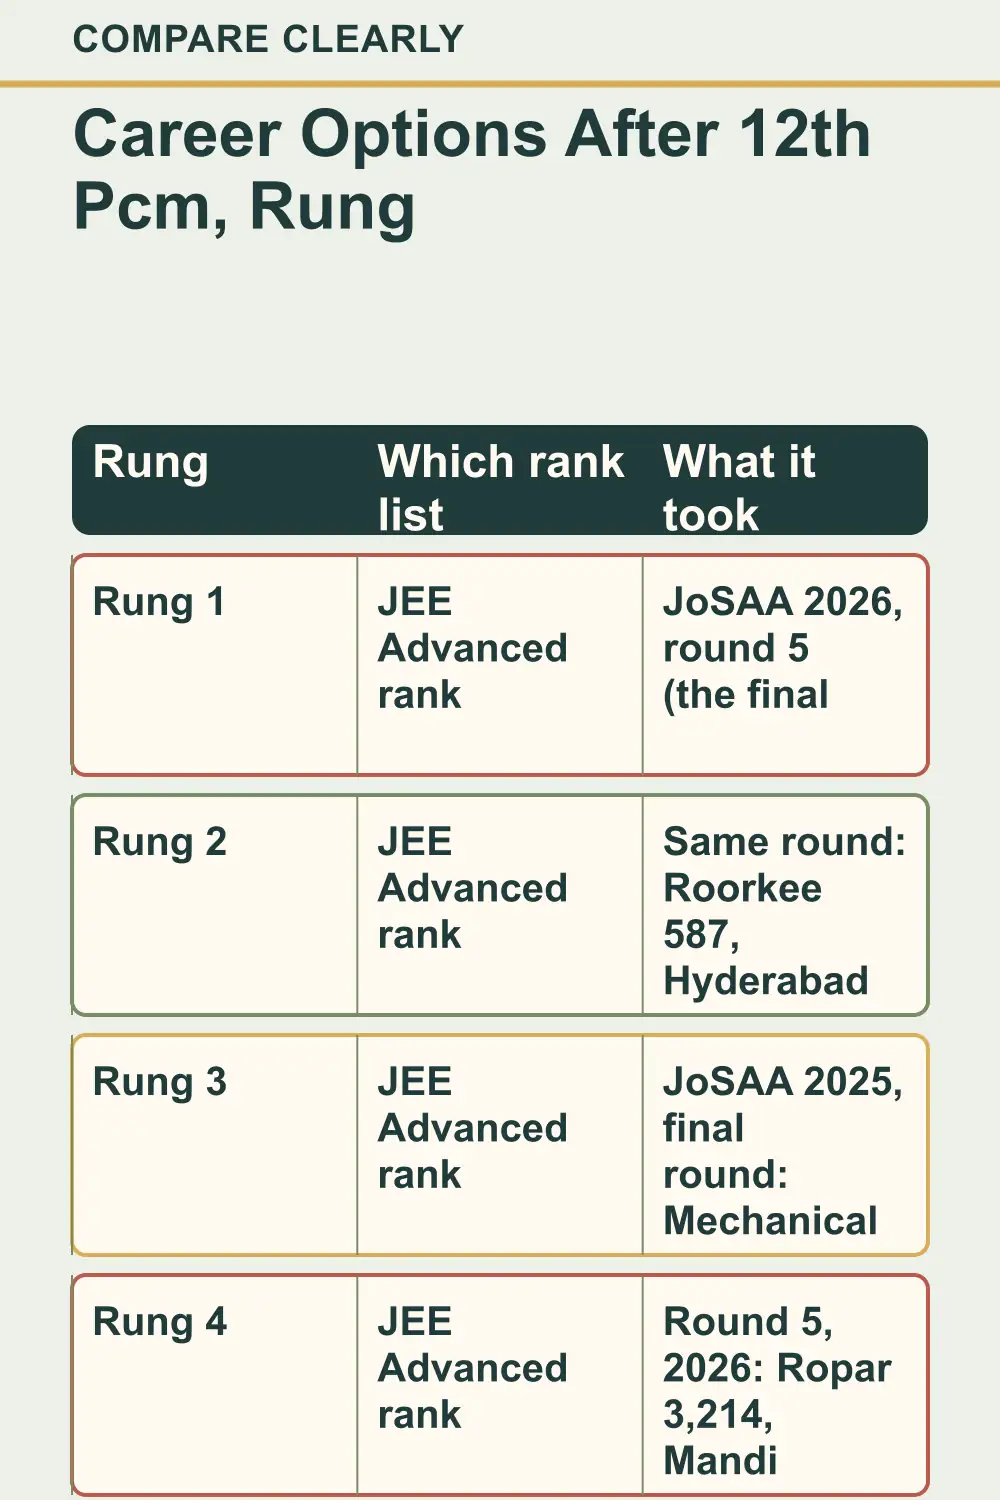 COMPARE CLEARLY
Career Options After 12th
Pcm, Rung
Rung
Which rank
list
What it
took
Rung 1
JEE
Advanced
rank
JoSAA 2026,
round 5
(the final
Rung 2
JEE
Advanced
rank
Same round:
Roorkee
587,
Hyderabad
Rung 3
JEE
Advanced
rank
JoSAA 2025,
final
round:
Mechanical
Rung 4
JEE
Advanced
rank
Round 5,
2026: Ropar
3,214,
Mandi